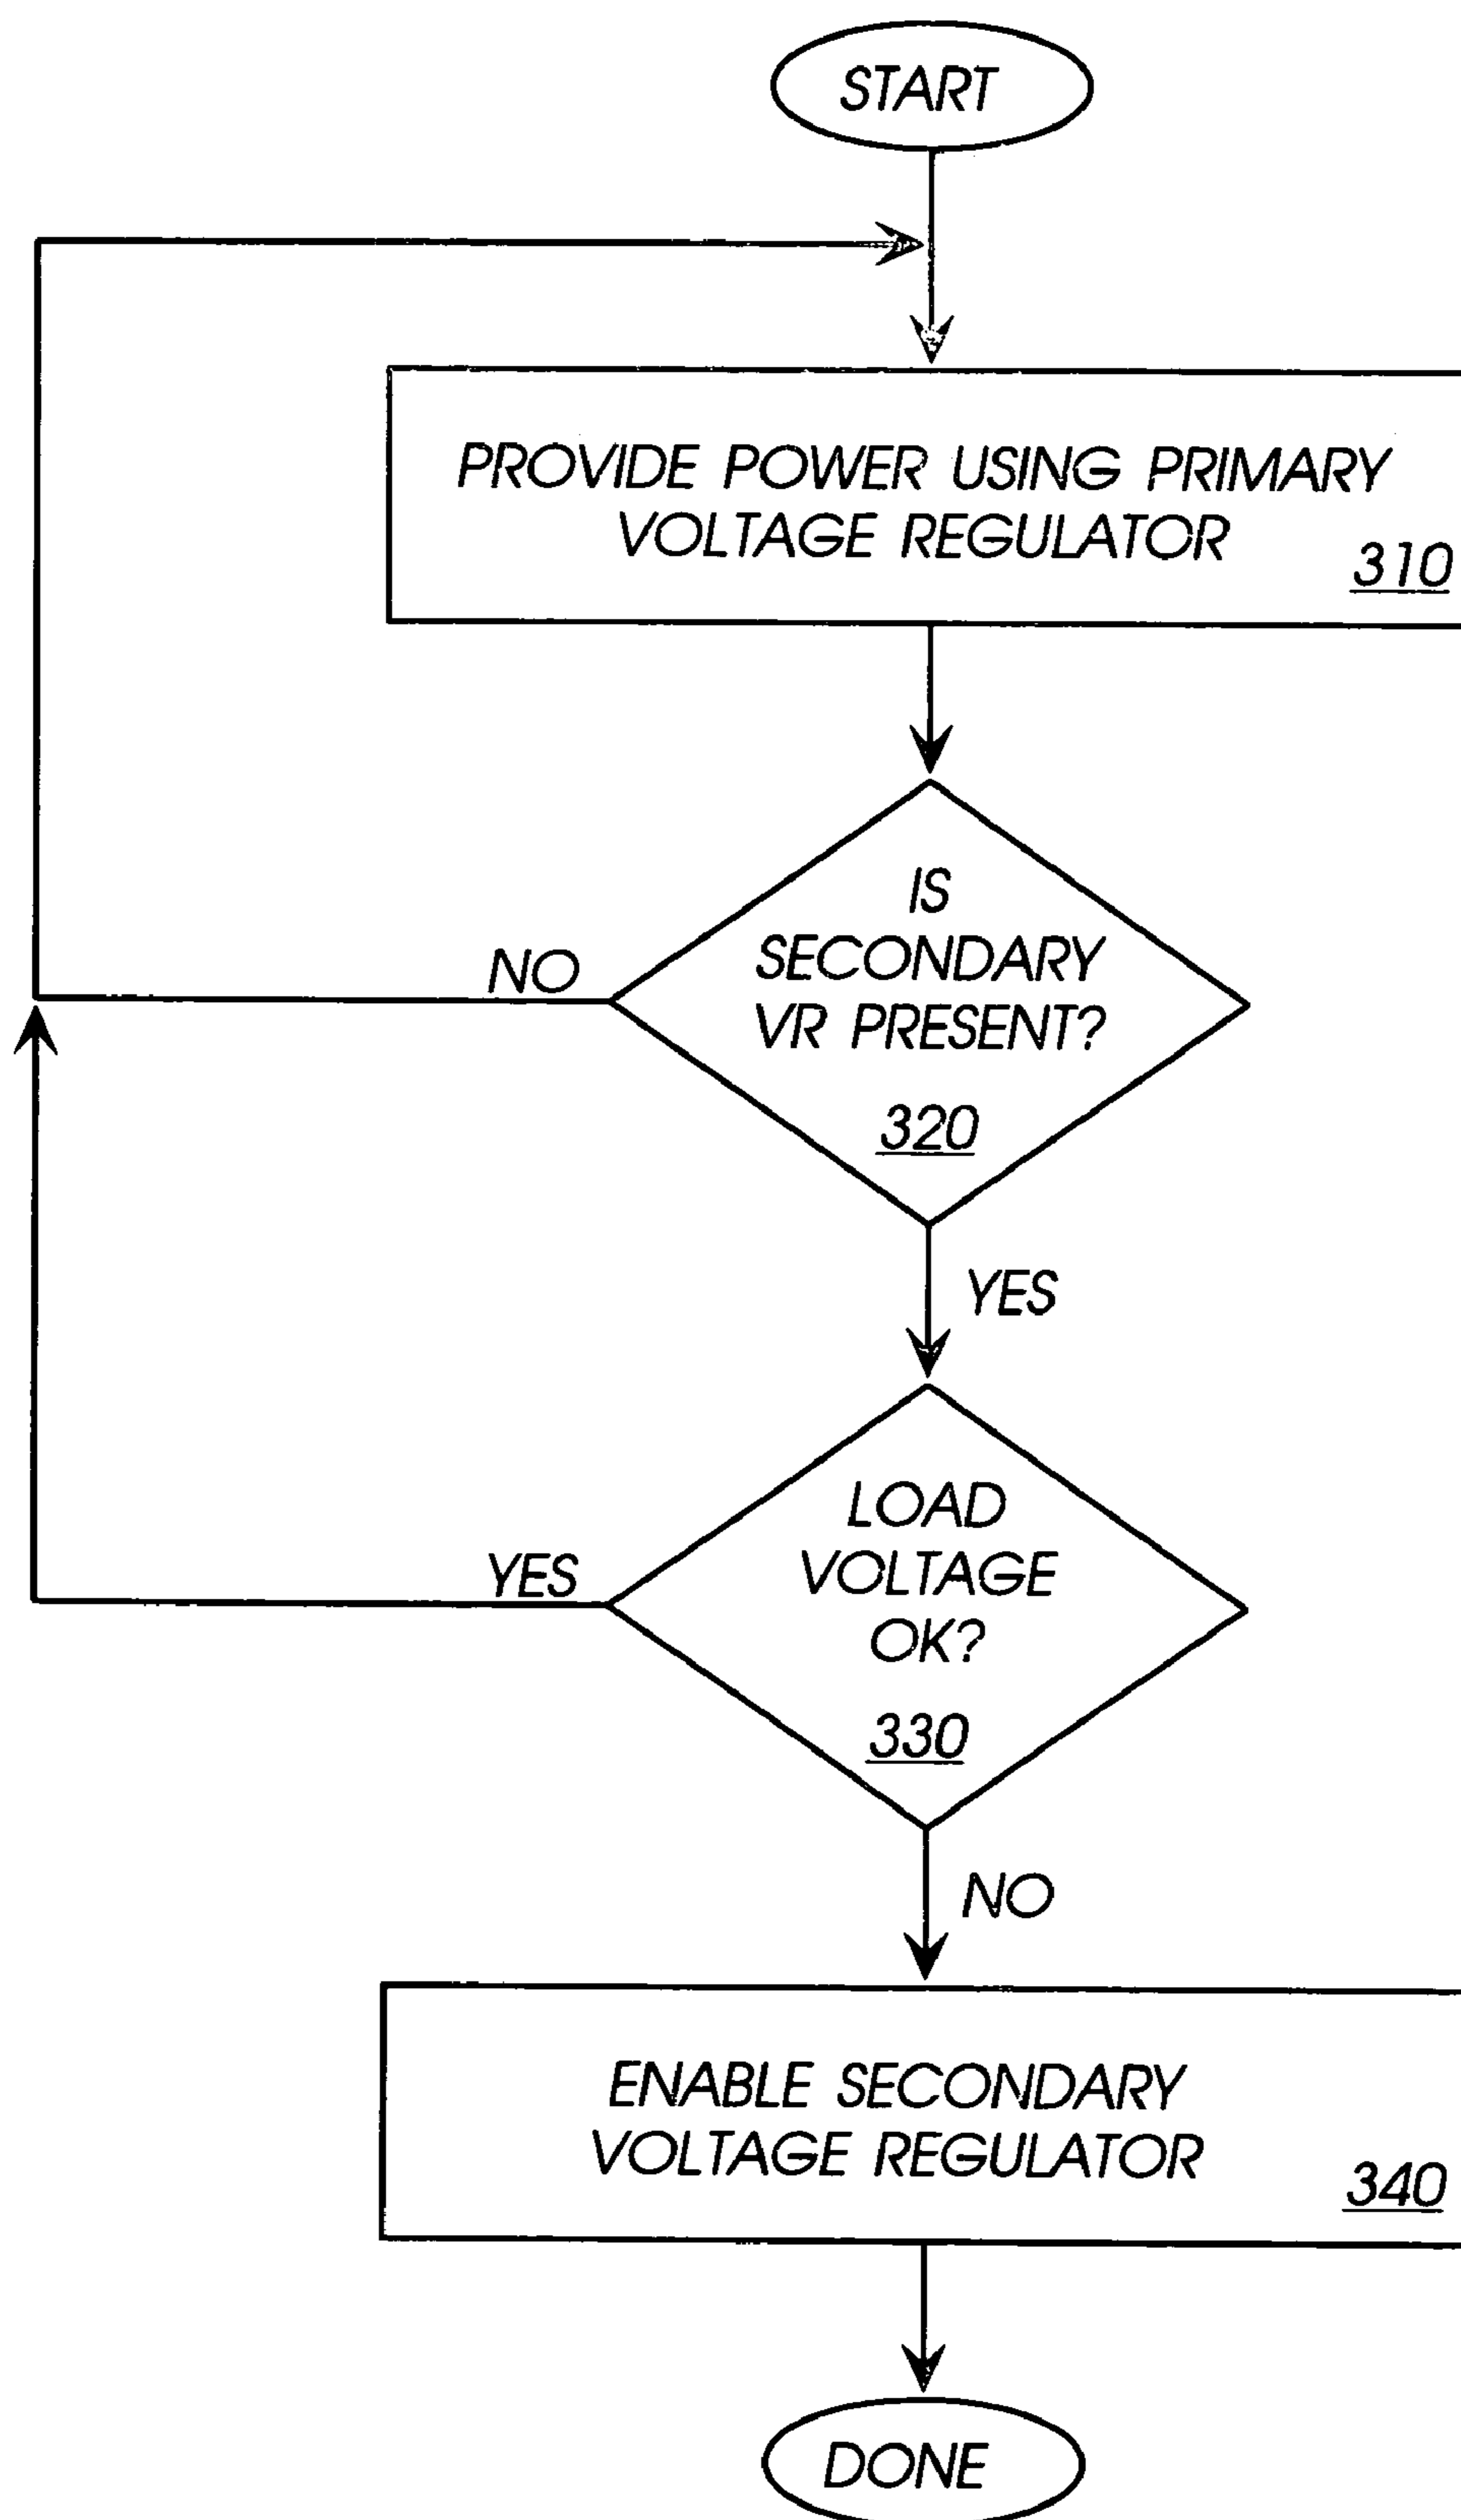 START
PROVIDE POWER USING PRIMARY
VOLTAGE REGULATOR
310
IS
SECONDARY
VR PRESENT?
320
NO
YES
LOAD
VOLTAGE
OK?
330
YES
NO
ENABLE SECONDARY
VOLTAGE REGULATOR
340
DONE